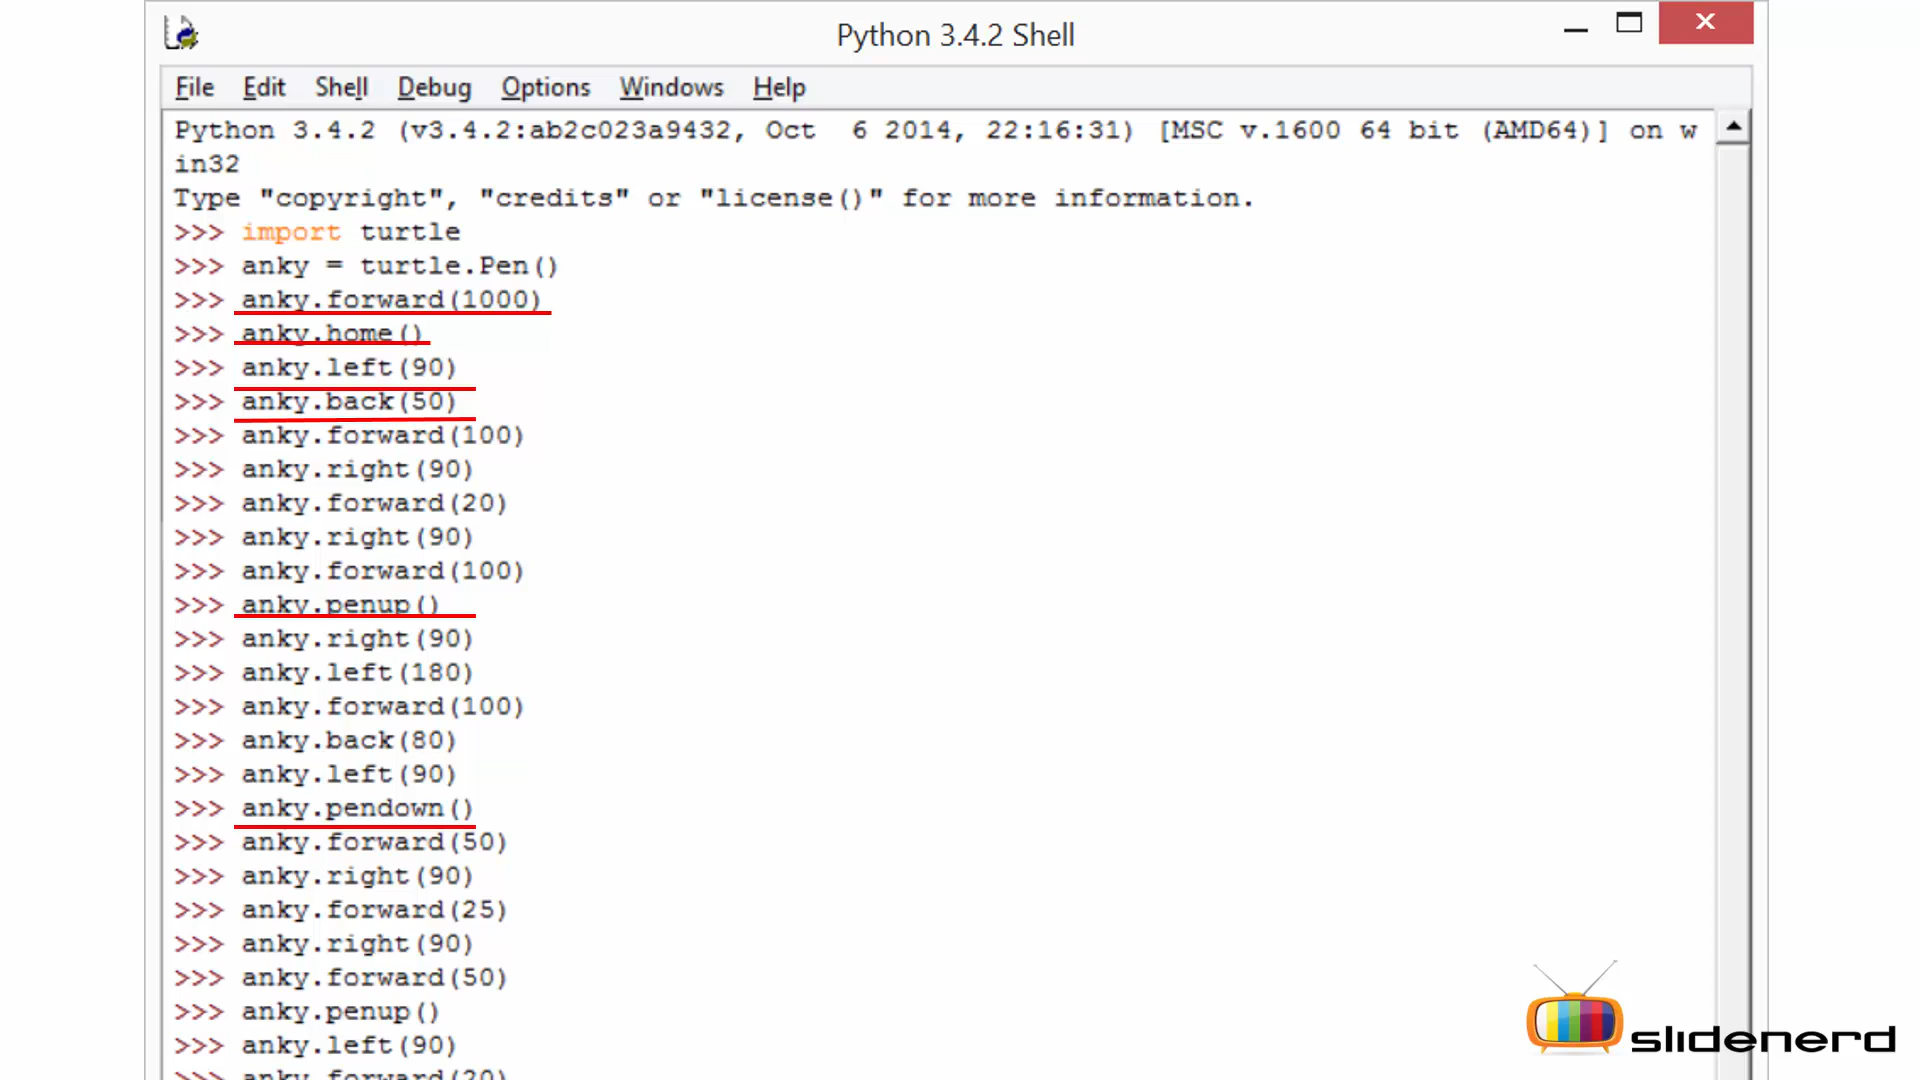 Python 3.4.2 Shell
File Edit Shell Debug Options Windows Help
Python 3.4.2 (v3.4.2:ab2c023a9432, Oct  6 2014, 22:16:31) [MSC v.1600 64 bit (AMD64)] on w
in32
Type "copyright", "credits" or "license()" for more information.
>>> import turtle
>>> anky = turtle.Pen()
>>> anky.forward(1000)
>>> anky.home()
>>> anky.left(90)
>>> anky.back(50)
>>> anky.forward(100)
>>> anky.right(90)
>>> anky.forward(20)
>>> anky.right(90)
>>> anky.forward(100)
>>> anky.penup()
>>> anky.right(90)
>>> anky.left(180)
>>> anky.forward(100)
>>> anky.back(80)
>>> anky.left(90)
>>> anky.pendown()
>>> anky.forward(50)
>>> anky.right(90)
>>> anky.forward(25)
>>> anky.right(90)
>>> anky.forward(50)
>>> anky.penup()
>>> anky.left(90)
>>> anky.forward(20)
slidenerd